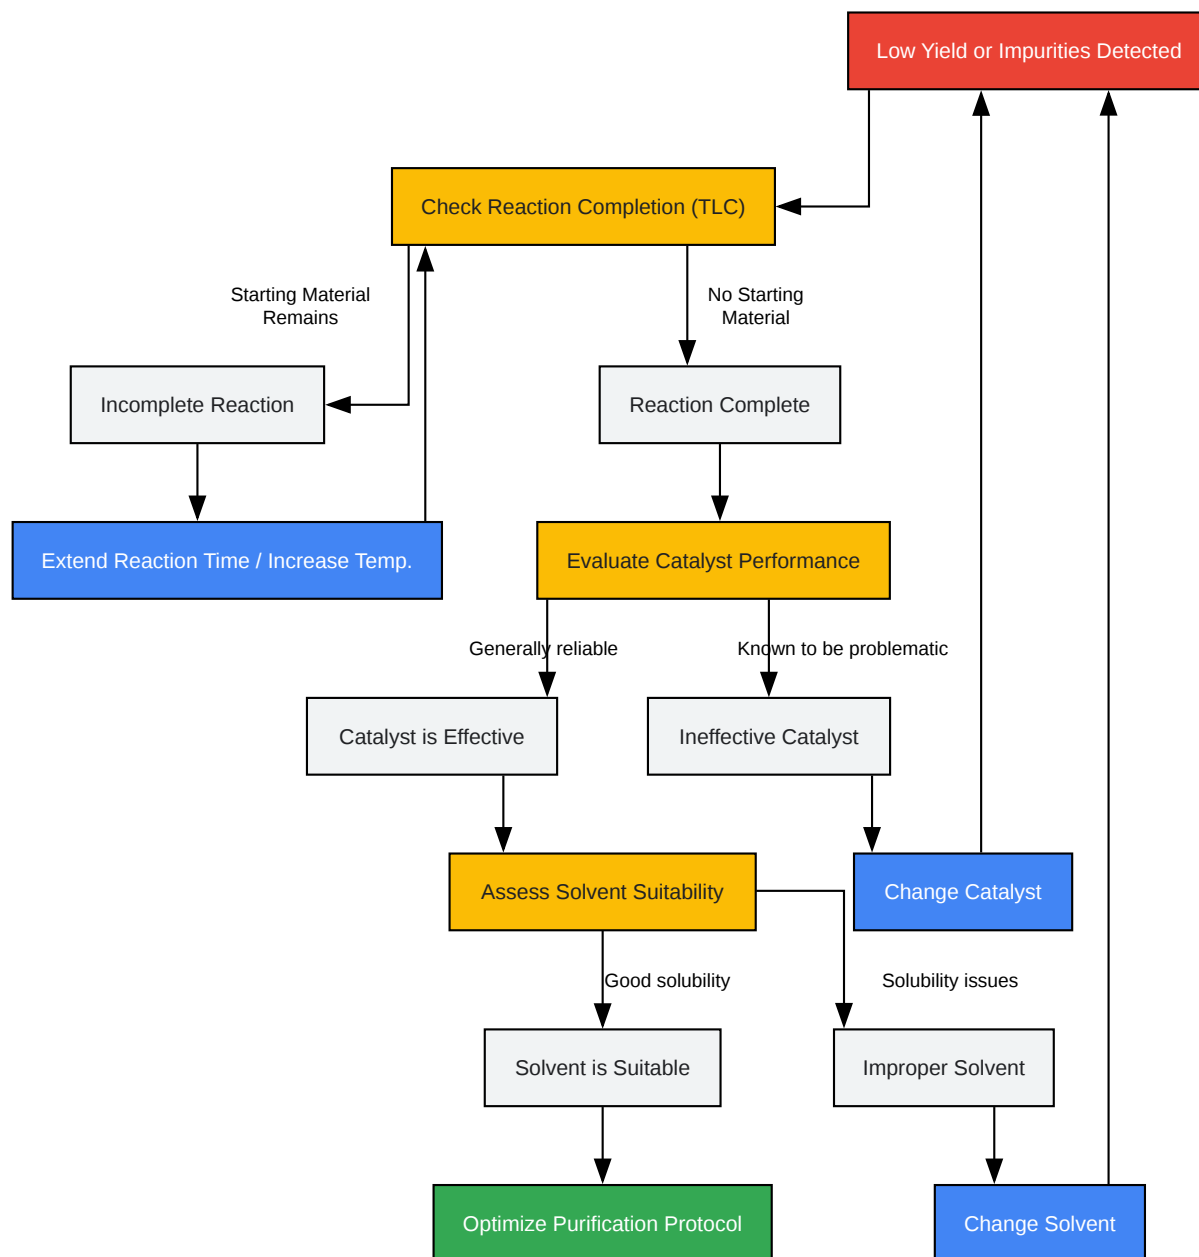 Low Yield or Impurities Detected
Check Reaction Completion (TLC)
Starting Material
Remains
No Starting
Material
Incomplete Reaction
Reaction Complete
Extend Reaction Time / Increase Temp.
Evaluate Catalyst Performance
Generally reliable
Known to be problematic
Catalyst is Effective
Ineffective Catalyst
Assess Solvent Suitability
Change Catalyst
Good solubility
Solubility issues
Solvent is Suitable
Improper Solvent
Optimize Purification Protocol
Change Solvent